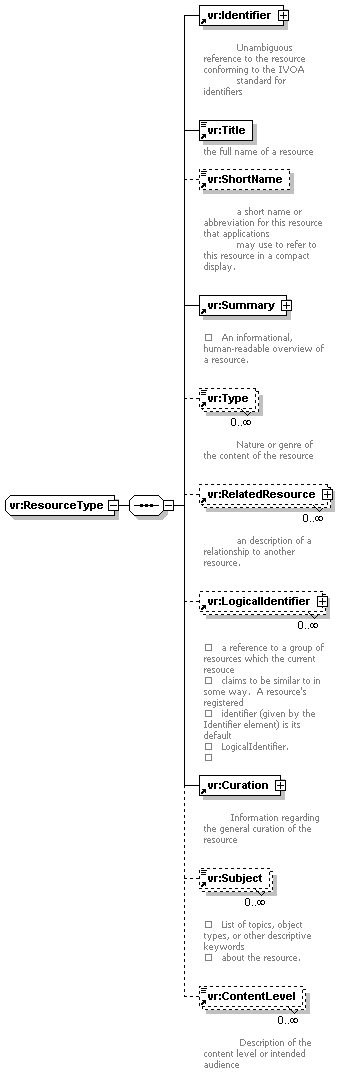 vr:Identifier
Unambiguous
reference to the resource
conforming to the IVOA
standard for
identifiers
vr:Title
the full name of a resource
vr:ShortName
a short name or
abbreviation for this resource
that applications
may use to refer to
this resource in a compact
display.
vr:Summary
An informational,
human-readable overview of
a resource.
vr:Type
0..∞
Nature or genre of
the content of the resource
vr:ResourceType
vr:RelatedResource
0..∞
an description of a
relationship to another
resource.
vr:LogicalIdentifier
0..∞
a reference to a group of
resources which the current
resouce
claims to be similar to in
some way. A resource's
registered
identifier (given by the
Identifier element) is its
default
LogicalIdentifier.
vr:Curation
Information regarding
the general curation of the
resource
vr:Subject
0..∞
List of topics, object
types, or other descriptive
keywords
about the resource.
vr:ContentLevel
0..∞
Description of the
content level or intended
audience